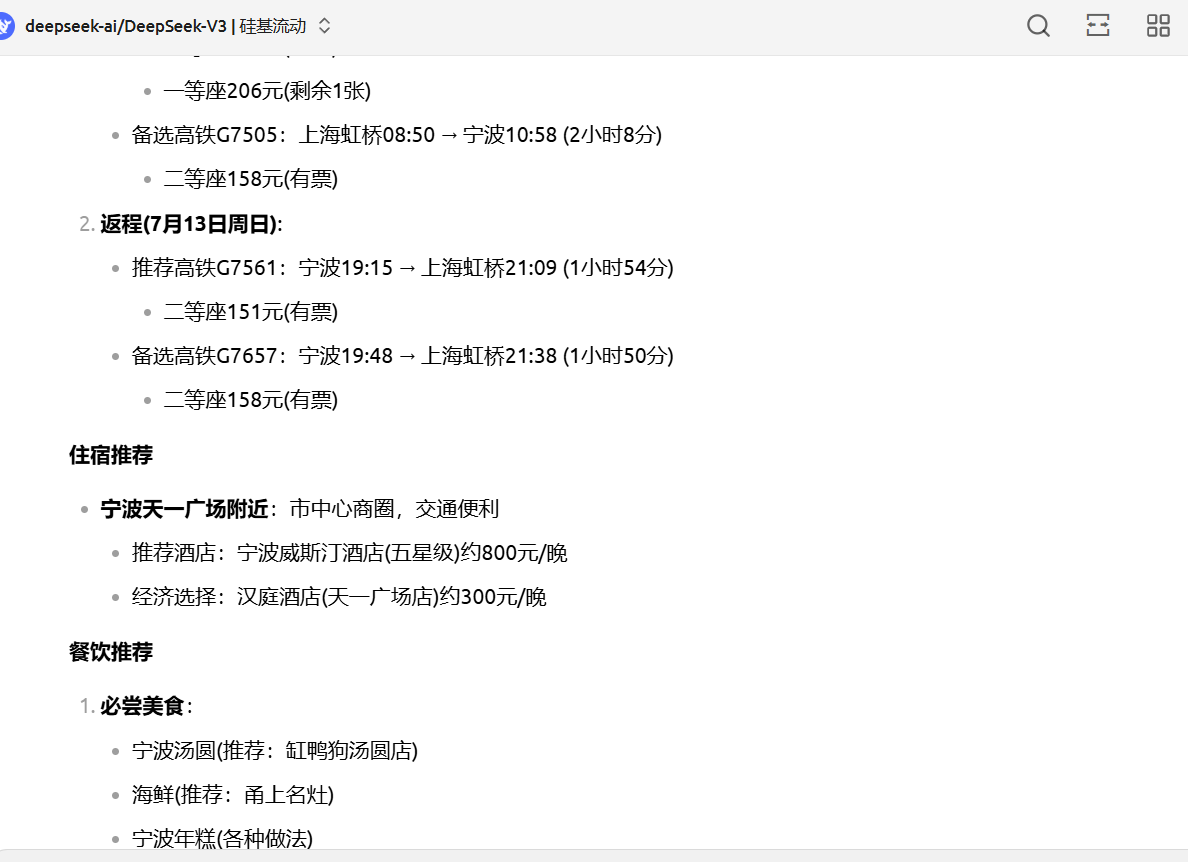 deepseek-ai/DeepSeek-V3 | 硅基流动
一等座206元(剩余1张)
备选高铁G7505：上海虹桥08:50 → 宁波10:58 (2小时8分)
二等座158元(有票)
2. 返程(7月13日周日):
推荐高铁G7561：宁波19:15 → 上海虹桥21:09 (1小时54分)
二等座151元(有票)
备选高铁G7657：宁波19:48 → 上海虹桥21:38 (1小时50分)
二等座158元(有票)
住宿推荐
宁波天一广场附近：市中心商圈，交通便利
推荐酒店：宁波威斯汀酒店(五星级)约800元/晚
经济选择：汉庭酒店(天一广场店)约300元/晚
餐饮推荐
1. 必尝美食：
宁波汤圆(推荐：缸鸭狗汤圆店)
海鲜(推荐：甬上名灶)
宁波年糕(各种做法)